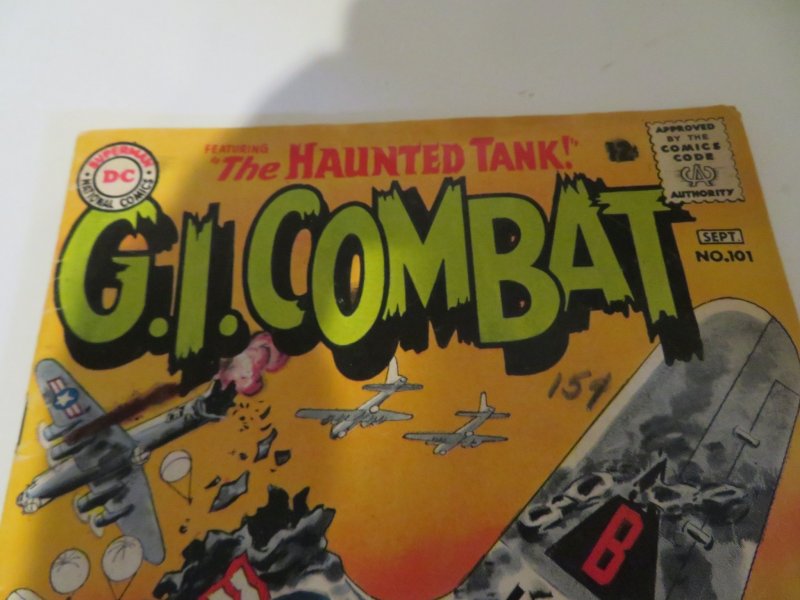 SUPERMAN
DC
NATIONAL COMICS
FEATURING
"The HAUNTED TANK!"
12¢
APPROVED
BY THE
COMICS
CODE
AUTHORITY
G.I. COMBAT
SEPT.
NO.101
15¢
B